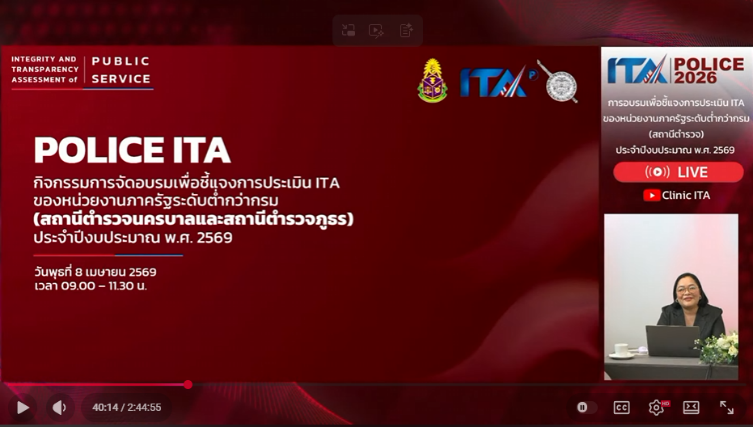 INTEGRITY AND
TRANSPARENCY
ASSESSMENT of
PUBLIC
SERVICE
ITA P
POLICE ITA
กิจกรรมการจัดอบรมเพื่อชี้แจงการประเมิน ITA
ของหน่วยงานภาครัฐระดับต่ำกว่ากรม
(สถานีตำรวจนครบาลและสถานีตำรวจภูธร)
ประจำปีงบประมาณ พ.ศ. 2569
วันพุธที่ 8 เมษายน 2569
เวลา 09.00 – 11.30 น.
ITA POLICE
2026
การอบรมเพื่อชี้แจงการประเมิน ITA
ของหน่วยงานภาครัฐระดับต่ำกว่ากรม
(สถานีตำรวจ)
ประจำปีงบประมาณ พ.ศ. 2569
LIVE
Clinic ITA
40:14 / 2:44:55
CC
HD